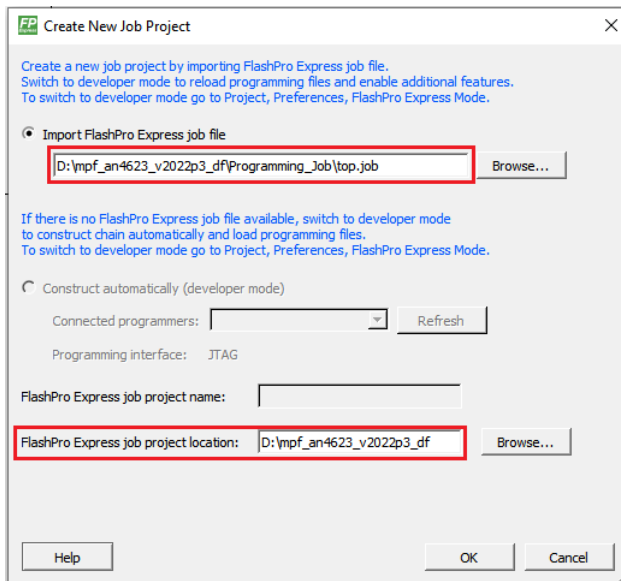 FP
Express
Create New Job Project
Create a new job project by importing FlashPro Express job file.
Switch to developer mode to reload programming files and enable additional features.
To switch to developer mode go to Project, Preferences, FlashPro Express Mode.
Import FlashPro Express job file
D:\mpf_an4623_v2022p3_df\Programming_Job\top.job
Browse...
If there is no FlashPro Express job file available, switch to developer mode
to construct chain automatically and load programming files.
To switch to developer mode go to Project, Preferences, FlashPro Express Mode.
Construct automatically (developer mode)
Connected programmers:
Refresh
Programming interface: JTAG
FlashPro Express job project name:
FlashPro Express job project location: D:\mpf_an4623_v2022p3_df Browse...
Help OK Cancel